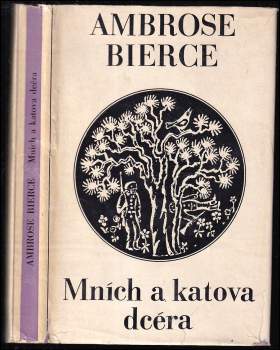 AMBROSE BIERCE Mních a katova dcéra
AMBROSE
BIERCE
Mních a katova
dcéra